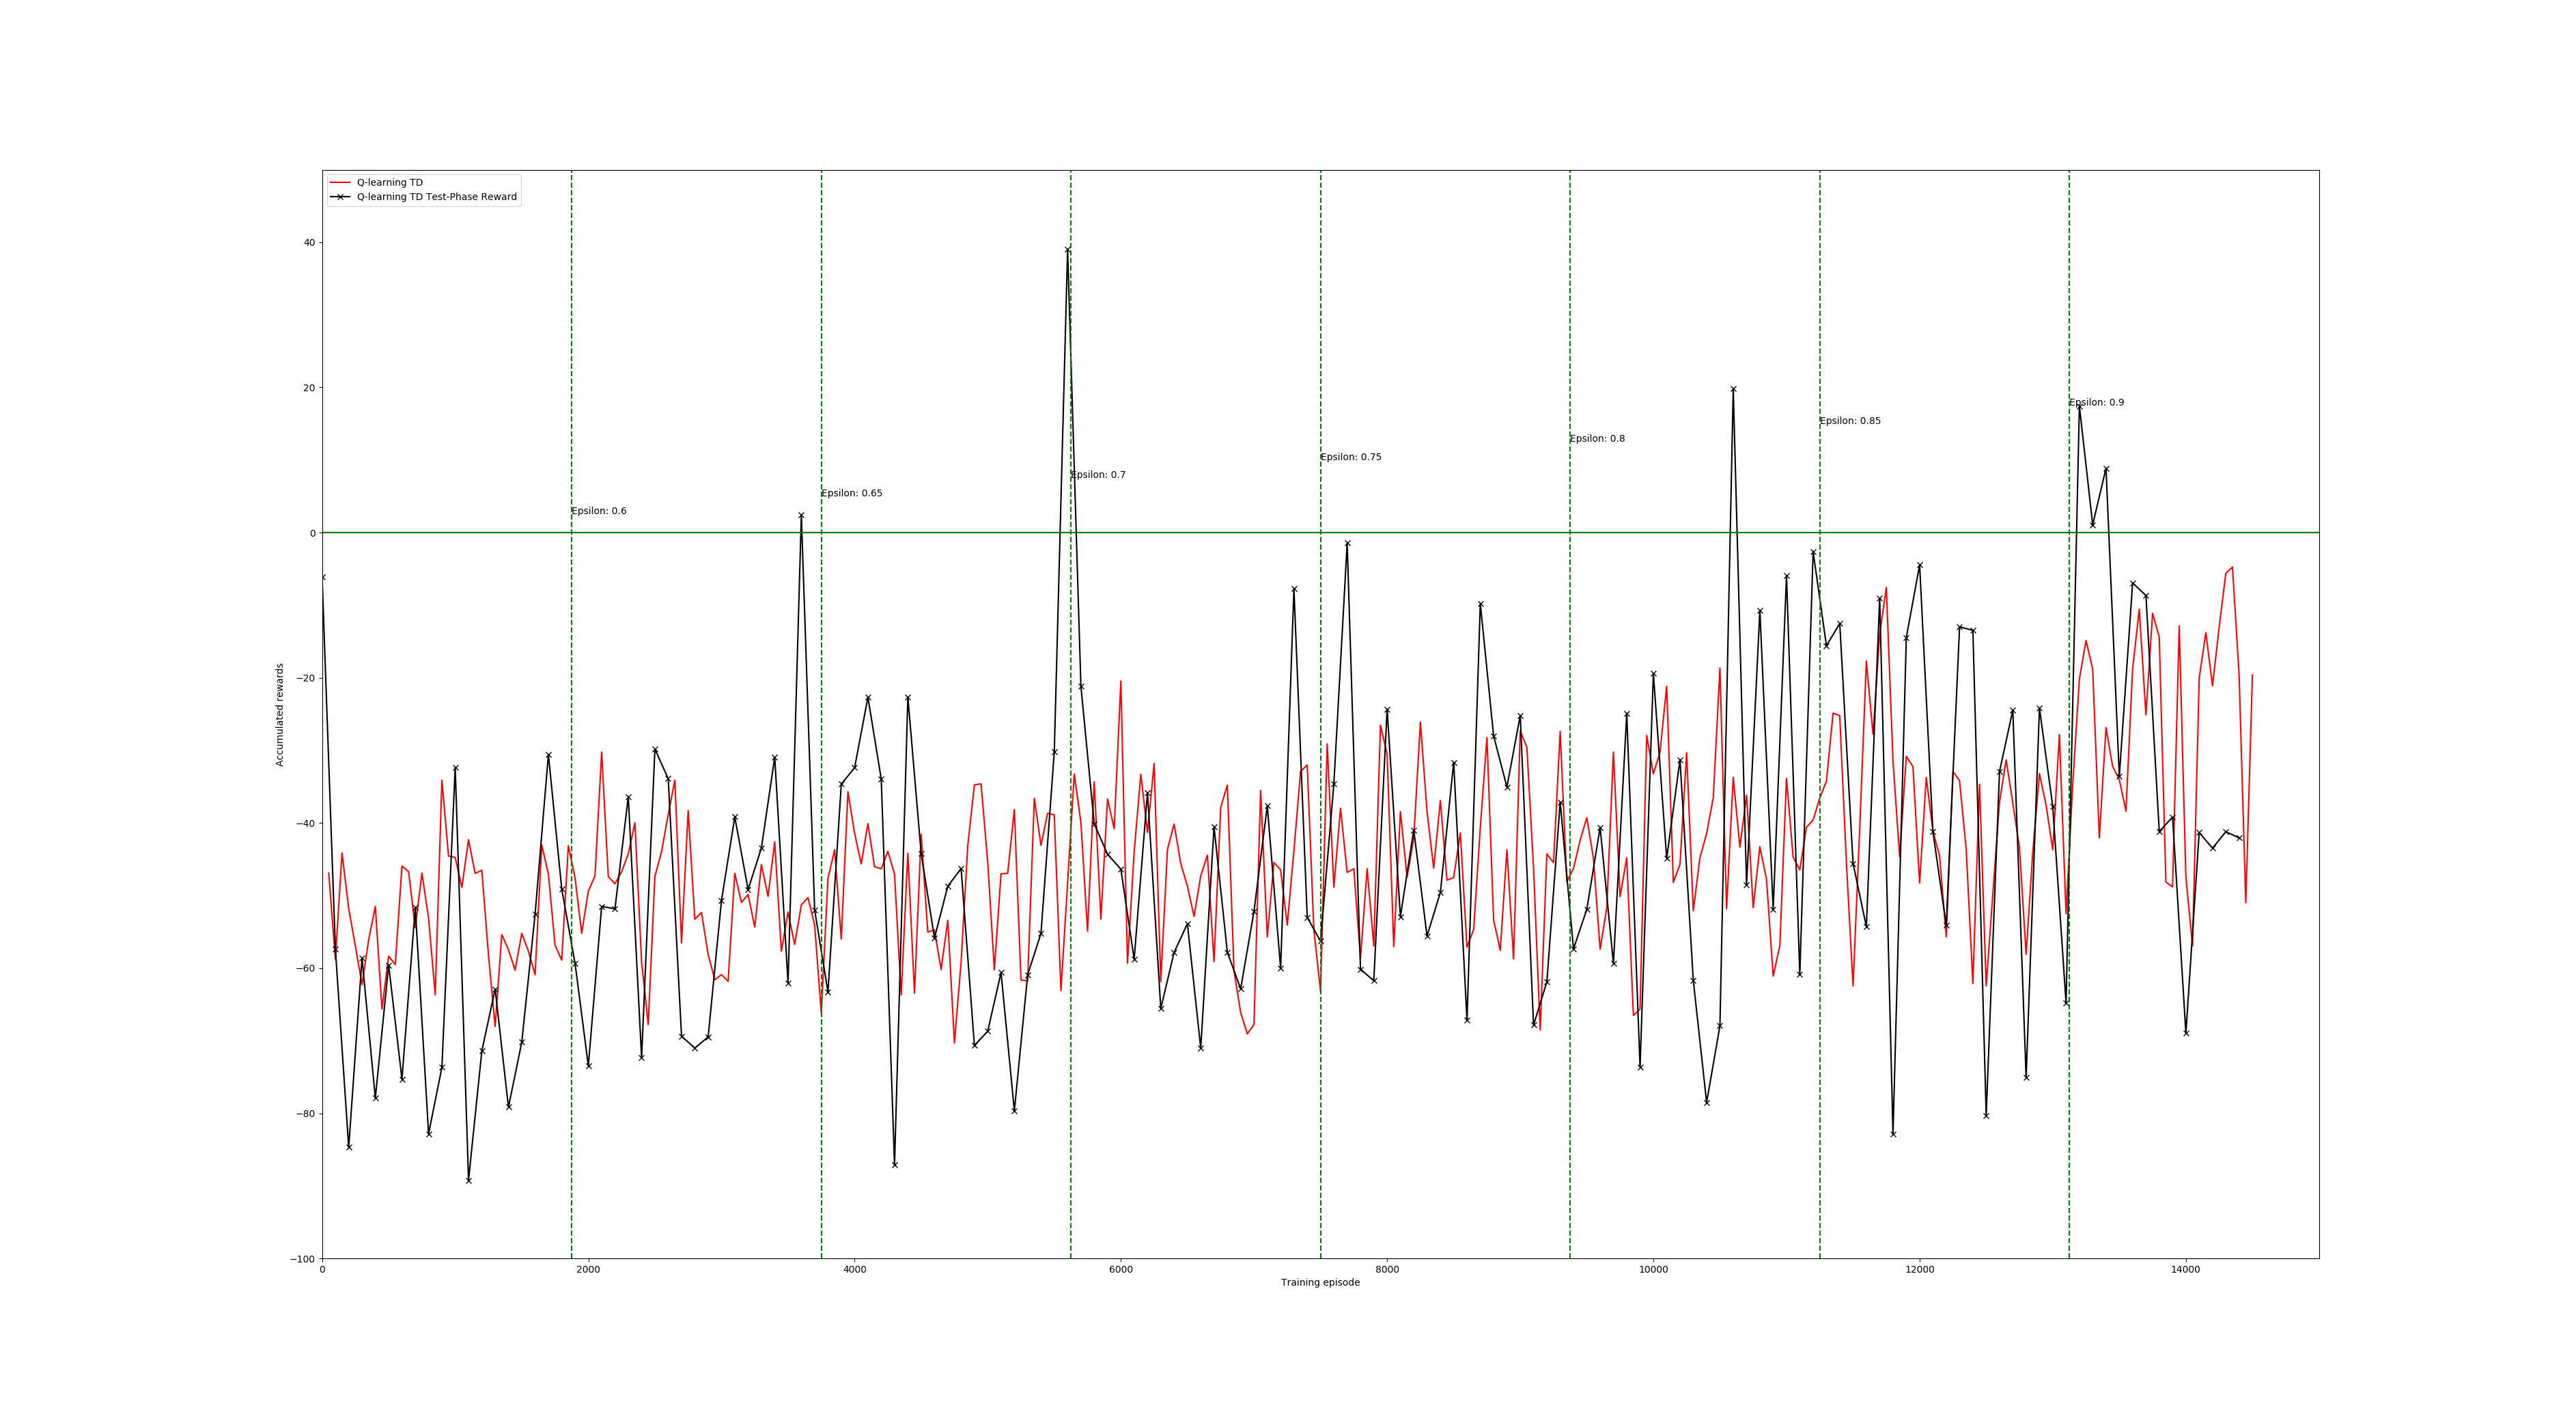 Q-learning TD
Q-learning TD Test-Phase Reward
40
20
Epsilon: 0.9
Epsilon: 0.85
Epsilon: 0.8
Epsilon: 0.75
Epsilon: 0.7
Epsilon: 0.65
Epsilon: 0.6
0
−20
Accumulated rewards
−40
−60
−80
−100
0 2000 4000 6000 8000 10000 12000 14000
Training episode